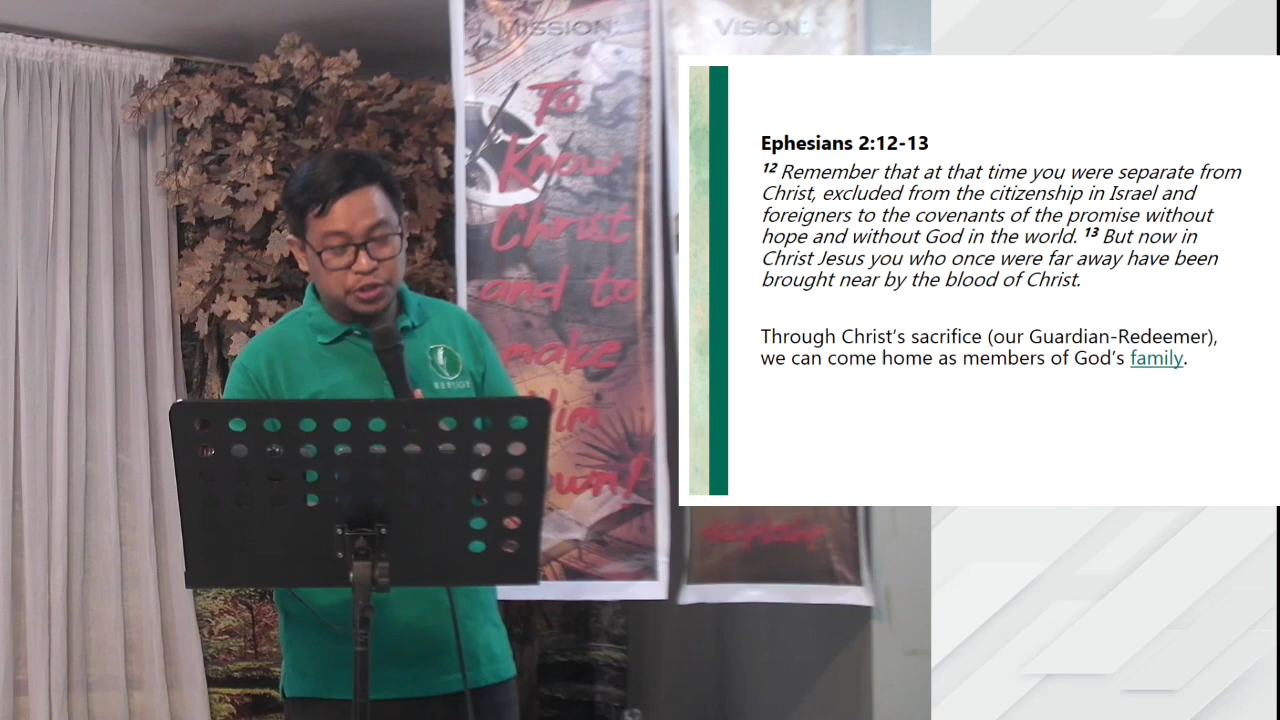 MISSION:
To
Know
Christ
and to
make
Him
VISION:
Ephesians 2:12-13
12 Remember that at that time you were separate from
Christ, excluded from the citizenship in Israel and
foreigners to the covenants of the promise without
hope and without God in the world. 13 But now in
Christ Jesus you who once were far away have been
brought near by the blood of Christ.
Through Christ's sacrifice (our Guardian-Redeemer),
we can come home as members of God's family.